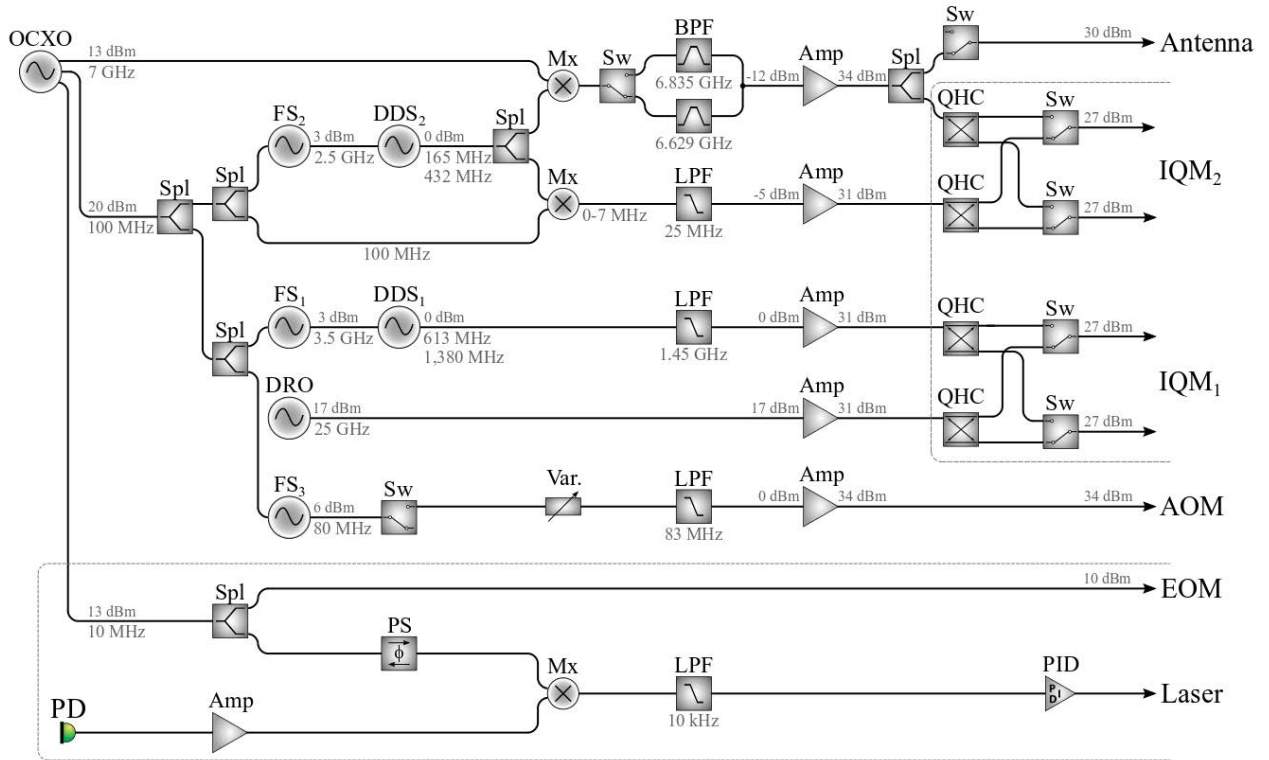 OCXO
13 dBm
7 GHz
Mx
Sw
BPF
6.835 GHz
6.629 GHz
-12 dBm
Amp
34 dBm
Spl
Sw
30 dBm
Antenna
FS₂
3 dBm
2.5 GHz
DDS₂
0 dBm
165 MHz
432 MHz
Spl
QHC
Sw
27 dBm
IQM₂
20 dBm
100 MHz
Spl
Spl
100 MHz
Mx
0-7 MHz
LPF
25 MHz
-5 dBm
Amp
31 dBm
QHC
Sw
27 dBm
Spl
FS₁
3 dBm
3.5 GHz
DDS₁
0 dBm
613 MHz
1,380 MHz
LPF
1.45 GHz
0 dBm
Amp
31 dBm
QHC
Sw
27 dBm
IQM₁
DRO
17 dBm
25 GHz
17 dBm
Amp
31 dBm
QHC
Sw
27 dBm
FS₃
6 dBm
80 MHz
Sw
Var.
LPF
83 MHz
0 dBm
Amp
34 dBm
34 dBm
AOM
13 dBm
10 MHz
Spl
10 dBm
EOM
PS
ϕ
PD
Amp
Mx
LPF
10 kHz
PID
P I
D
Laser